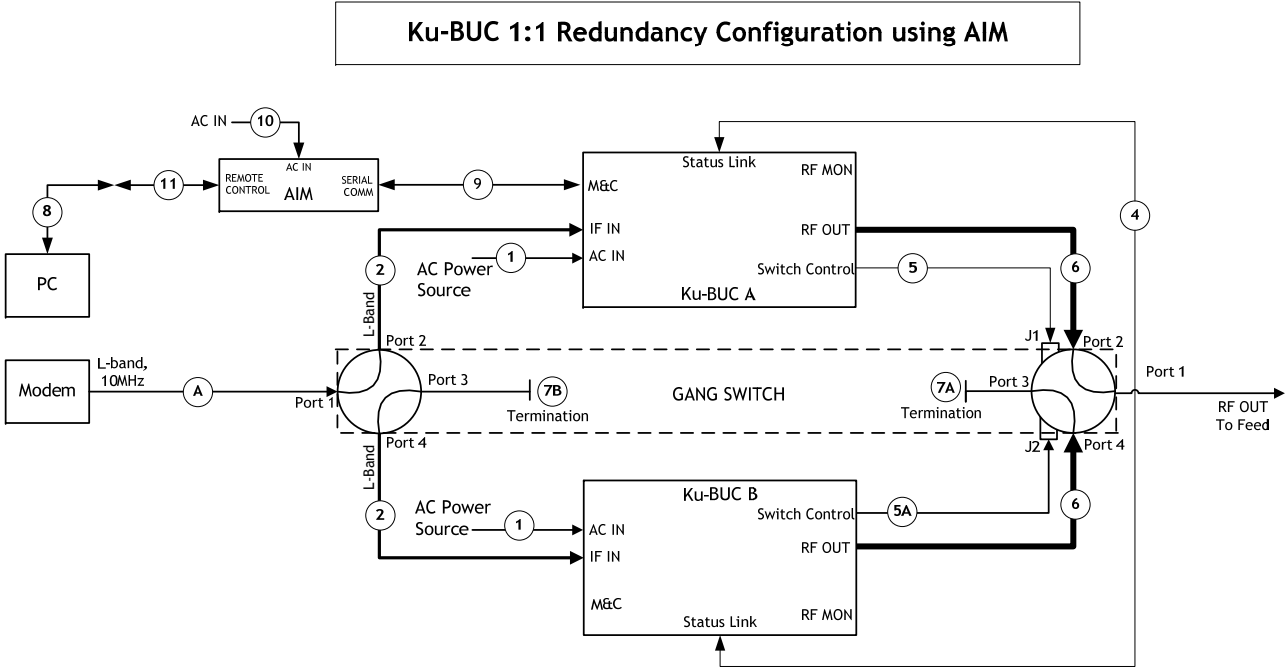 Ku-BUC 1:1 Redundancy Configuration using AIM
AC IN
10
AC IN
REMOTE
CONTROL
AIM
SERIAL
COMM
11
9
8
PC
Status Link
RF MON
M&C
IF IN
RF OUT
AC IN
Switch Control
Ku-BUC A
4
1
AC Power
Source
2
L-Band
5
6
J1
Port 2
Port 2
Modem
L-band,
10MHz
A
Port 1
Port 3
7B
Termination
GANG SWITCH
7A
Termination
Port 3
Port 1
RF OUT
To Feed
Port 4
J2
Port 4
L-Band
2
AC Power
Source
1
Ku-BUC B
Switch Control
5A
AC IN
RF OUT
IF IN
6
M&C
RF MON
Status Link